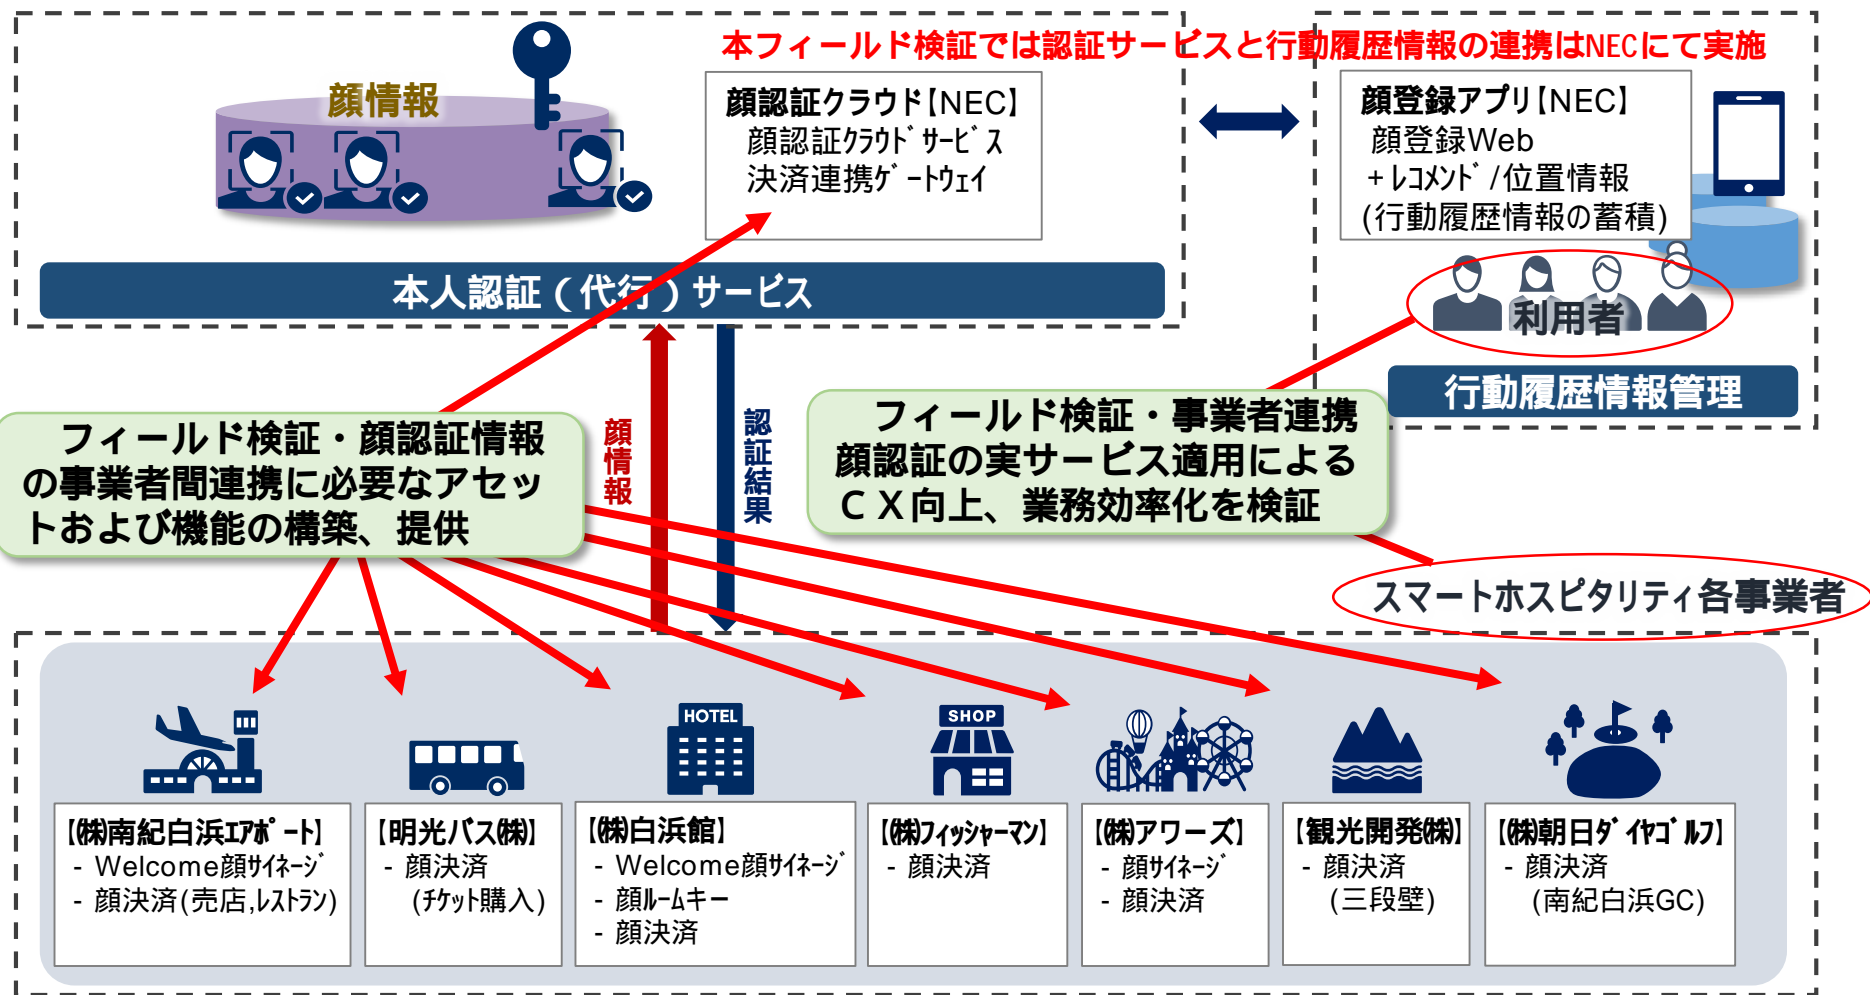 本フィールド検証では認証サービスと行動履歴情報の連携はNECにて実施
顔情報
顔認証クラウド【NEC】
顔認証クラウドサービス
決済連携ゲートウェイ
本人認証（代行）サービス
顔登録アプリ【NEC】
顔登録Web
+レコメンド/位置情報
(行動履歴情報の蓄積)
利用者
行動履歴情報管理
フィールド検証・顔認証情報
の事業者間連携に必要なアセッ
トおよび機能の構築、提供
顔情報
認証結果
フィールド検証・事業者連携
顔認証の実サービス適用による
ＣＸ向上、業務効率化を検証
スマートホスピタリティ各事業者
HOTEL
SHOP
【㈱南紀白浜エアポート】
- Welcome顔サイネージ
- 顔決済(売店,レストラン)
【明光バス㈱】
- 顔決済
(チケット購入)
【㈱白浜館】
- Welcome顔サイネージ
- 顔ルームキー
- 顔決済
【㈱フィッシャーマン】
- 顔決済
【㈱アワーズ】
- 顔サイネージ
- 顔決済
【観光開発㈱】
- 顔決済
(三段壁)
【㈱朝日ダイヤゴルフ】
- 顔決済
(南紀白浜GC)